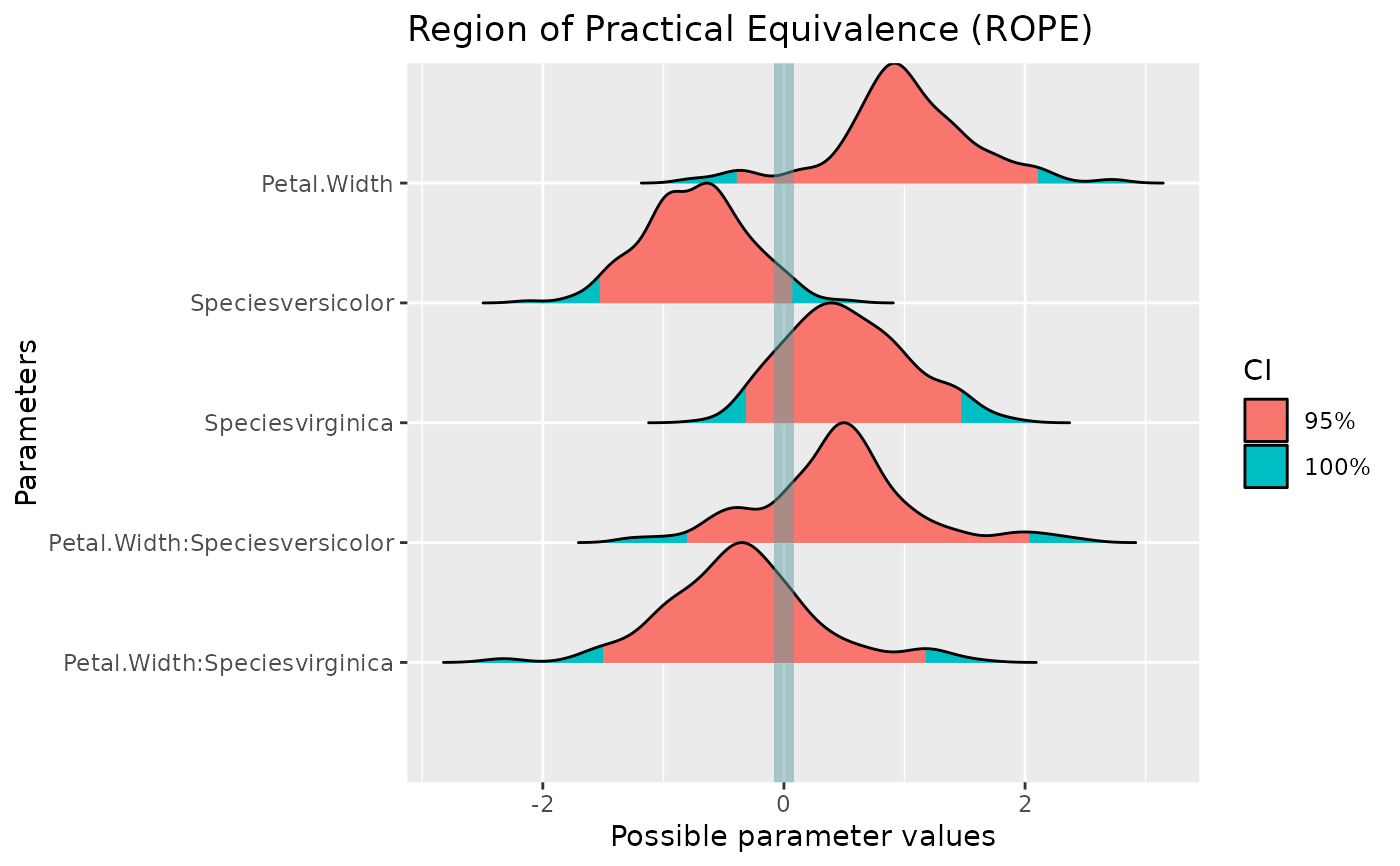 Region of Practical Equivalence (ROPE)
Petal.Width
Speciesversicolor
Speciesvirginica
Petal.Width:Speciesversicolor
Petal.Width:Speciesvirginica
Parameters
-2
0
2
Possible parameter values
CI
95%
100%